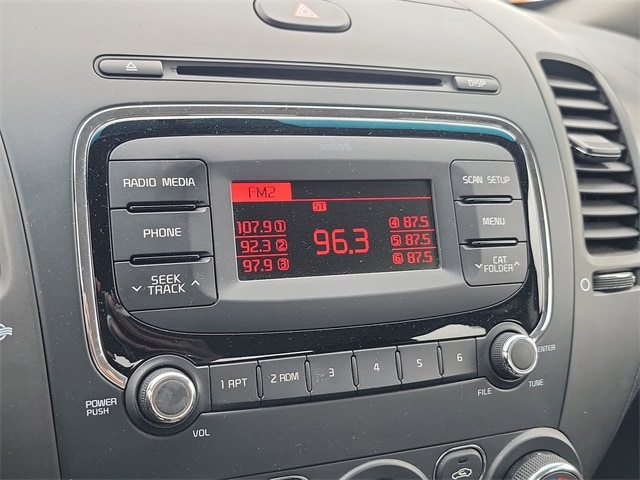 DISP
SIRIUS
RADIO MEDIA
FM2
SCAN SETUP
ST
107.9 1
4 87.5
PHONE
92.3 2
96.3
5 87.5
MENU
97.9 3
6 87.5
SEEK
TRACK
CAT
FOLDER
1 RPT
2 RDM
3
4
5
6
ENTER
POWER
PUSH
FILE
TUNE
VOL